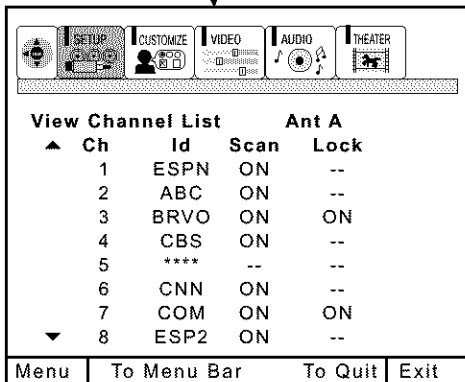 SETUP CUSTOMIZE VIDEO AUDIO THEATER
View Channel List Ant A
Ch Id Scan Lock
1 ESPN ON --
2 ABC ON --
3 BRVO ON ON
4 CBS ON --
5 **** -- --
6 CNN ON --
7 COM ON ON
8 ESP2 ON --
Menu To Menu Bar To Quit Exit